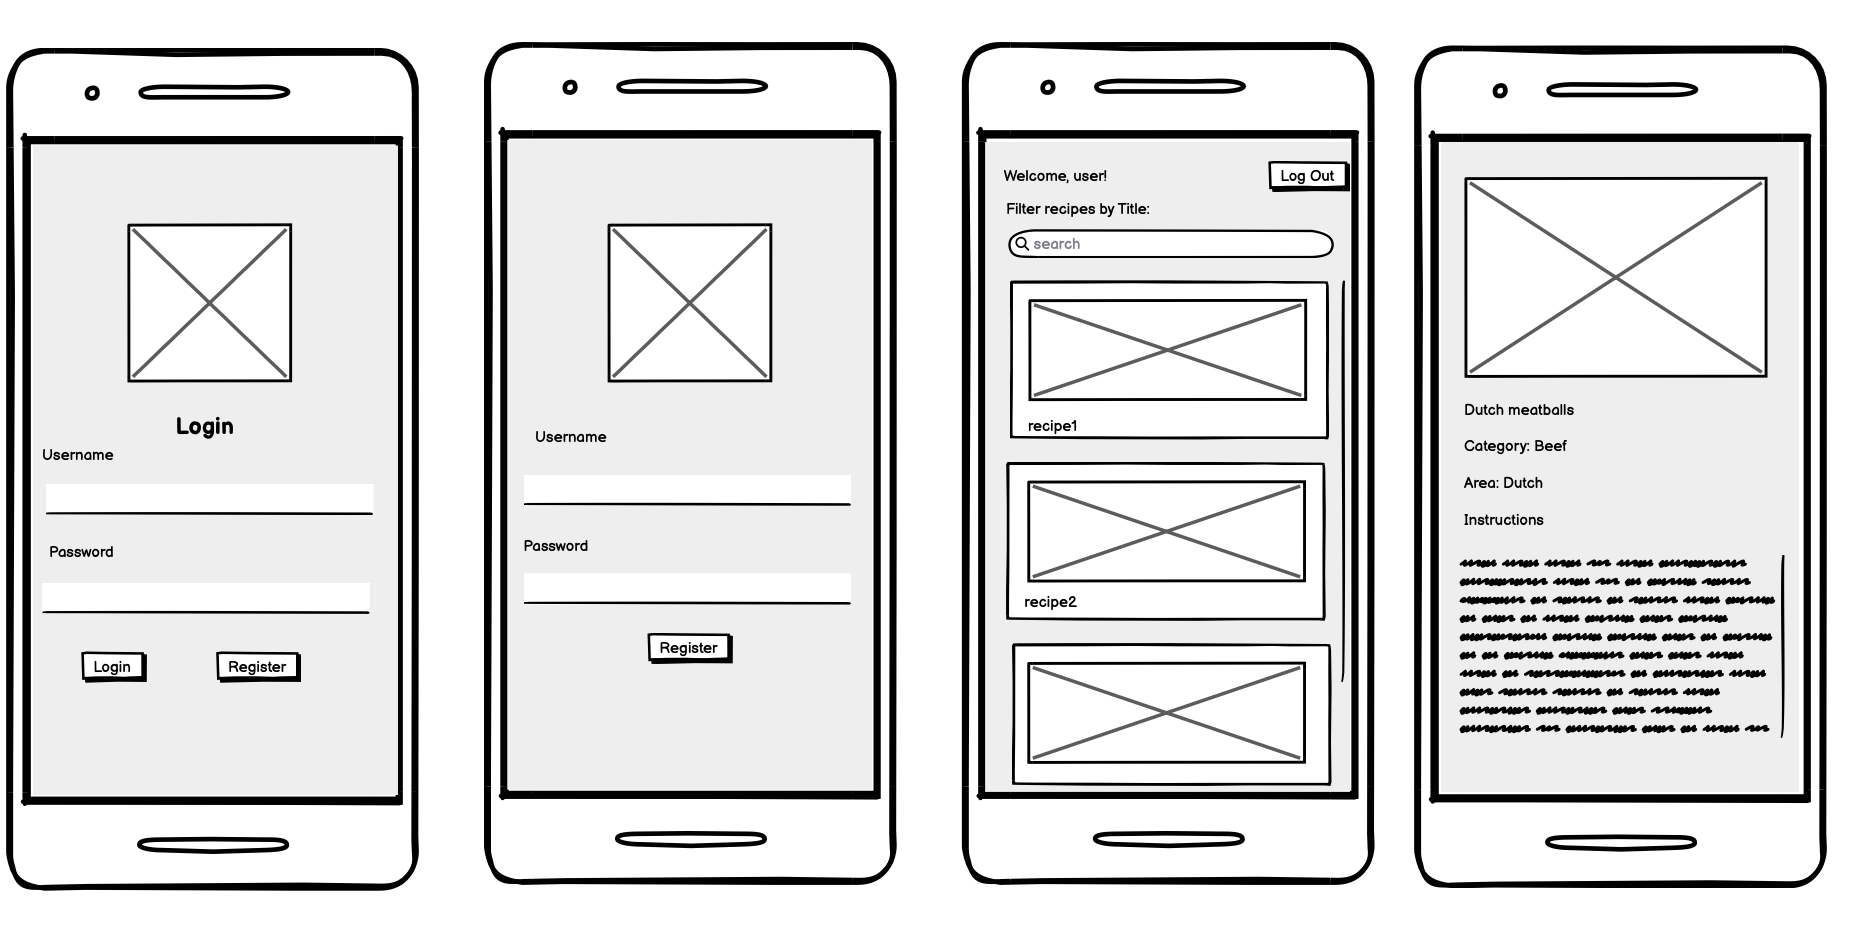 Login
Username
Password
Login
Register
Username
Password
Register
Welcome, user!
Log Out
Filter recipes by Title:
search
recipe1
recipe2
Dutch meatballs
Category: Beef
Area: Dutch
Instructions